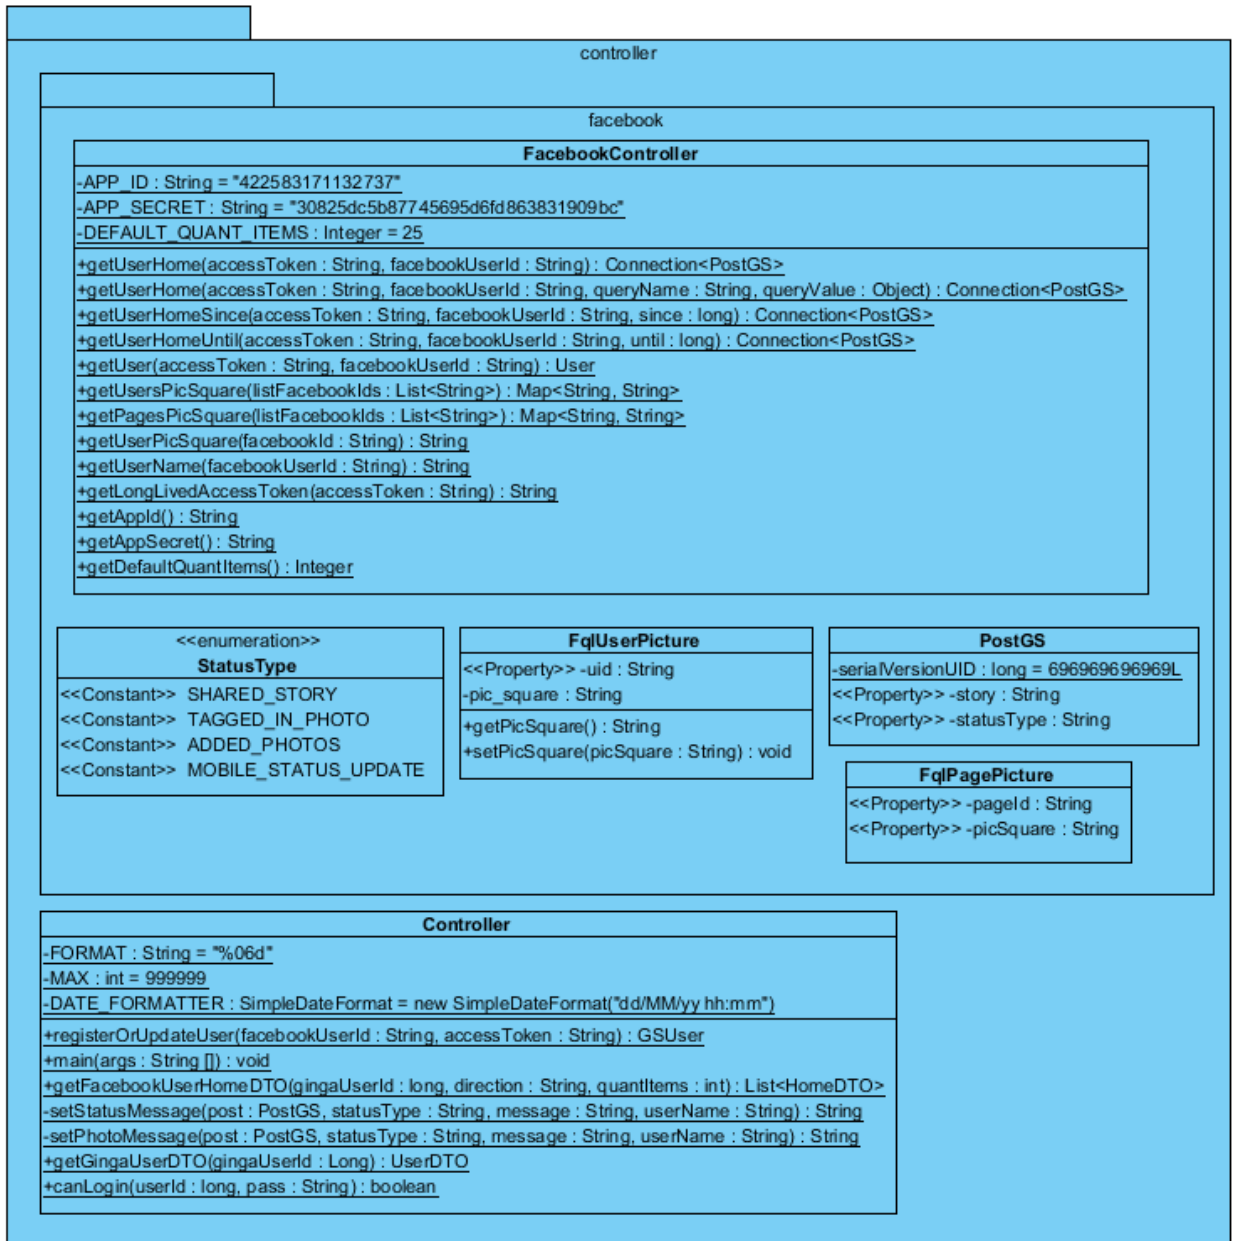 controller
facebook
FacebookController
-APP_ID : String = "422583171132737"
-APP_SECRET : String = "30825dc5b87745695d6fd863831909bc"
-DEFAULT_QUANT_ITEMS : Integer = 25
+getUserHome(accessToken : String, facebookUserId : String) : Connection<PostGS>
+getUserHome(accessToken : String, facebookUserId : String, queryName : String, queryValue : Object) : Connection<PostGS>
+getUserHomeSince(accessToken : String, facebookUserId : String, since : long) : Connection<PostGS>
+getUserHomeUntil(accessToken : String, facebookUserId : String, until : long) : Connection<PostGS>
+getUser(accessToken : String, facebookUserId : String) : User
+getUsersPicSquare(listFacebookIds : List<String>) : Map<String, String>
+getPagesPicSquare(listFacebookIds : List<String>) : Map<String, String>
+getUserPicSquare(facebookId : String) : String
+getUserName(facebookUserId : String) : String
+getLongLivedAccessToken(accessToken : String) : String
+getAppId() : String
+getAppSecret() : String
+getDefaultQuantItems() : Integer
<<enumeration>>
StatusType
<<Constant>> SHARED_STORY
<<Constant>> TAGGED_IN_PHOTO
<<Constant>> ADDED_PHOTOS
<<Constant>> MOBILE_STATUS_UPDATE
FqlUserPicture
<<Property>> -uid : String
-pic_square : String
+getPicSquare() : String
+setPicSquare(picSquare : String) : void
PostGS
-serialVersionUID : long = 696969696969L
<<Property>> -story : String
<<Property>> -statusType : String
FqlPagePicture
<<Property>> -pageId : String
<<Property>> -picSquare : String
Controller
-FORMAT : String = "%06d"
-MAX : int = 999999
-DATE_FORMATTER : SimpleDateFormat = new SimpleDateFormat("dd/MM/yy hh:mm")
+registerOrUpdateUser(facebookUserId : String, accessToken : String) : GSUser
+main(args : String []) : void
+getFacebookUserHomeDTO(gingaUserId : long, direction : String, quantItems : int) : List<HomeDTO>
-setStatusMessage(post : PostGS, statusType : String, message : String, userName : String) : String
-setPhotoMessage(post : PostGS, statusType : String, message : String, userName : String) : String
+getGingaUserDTO(gingaUserId : Long) : UserDTO
+canLogin(userId : long, pass : String) : boolean